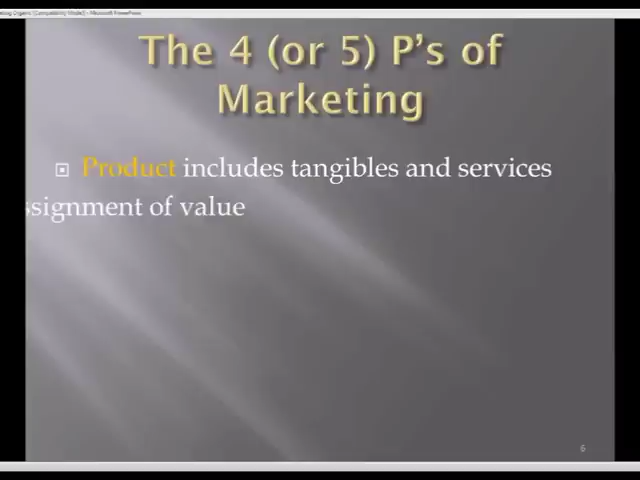 The 4 (or 5) P's of
Marketing
Product includes tangibles and services
ssignment of value
6